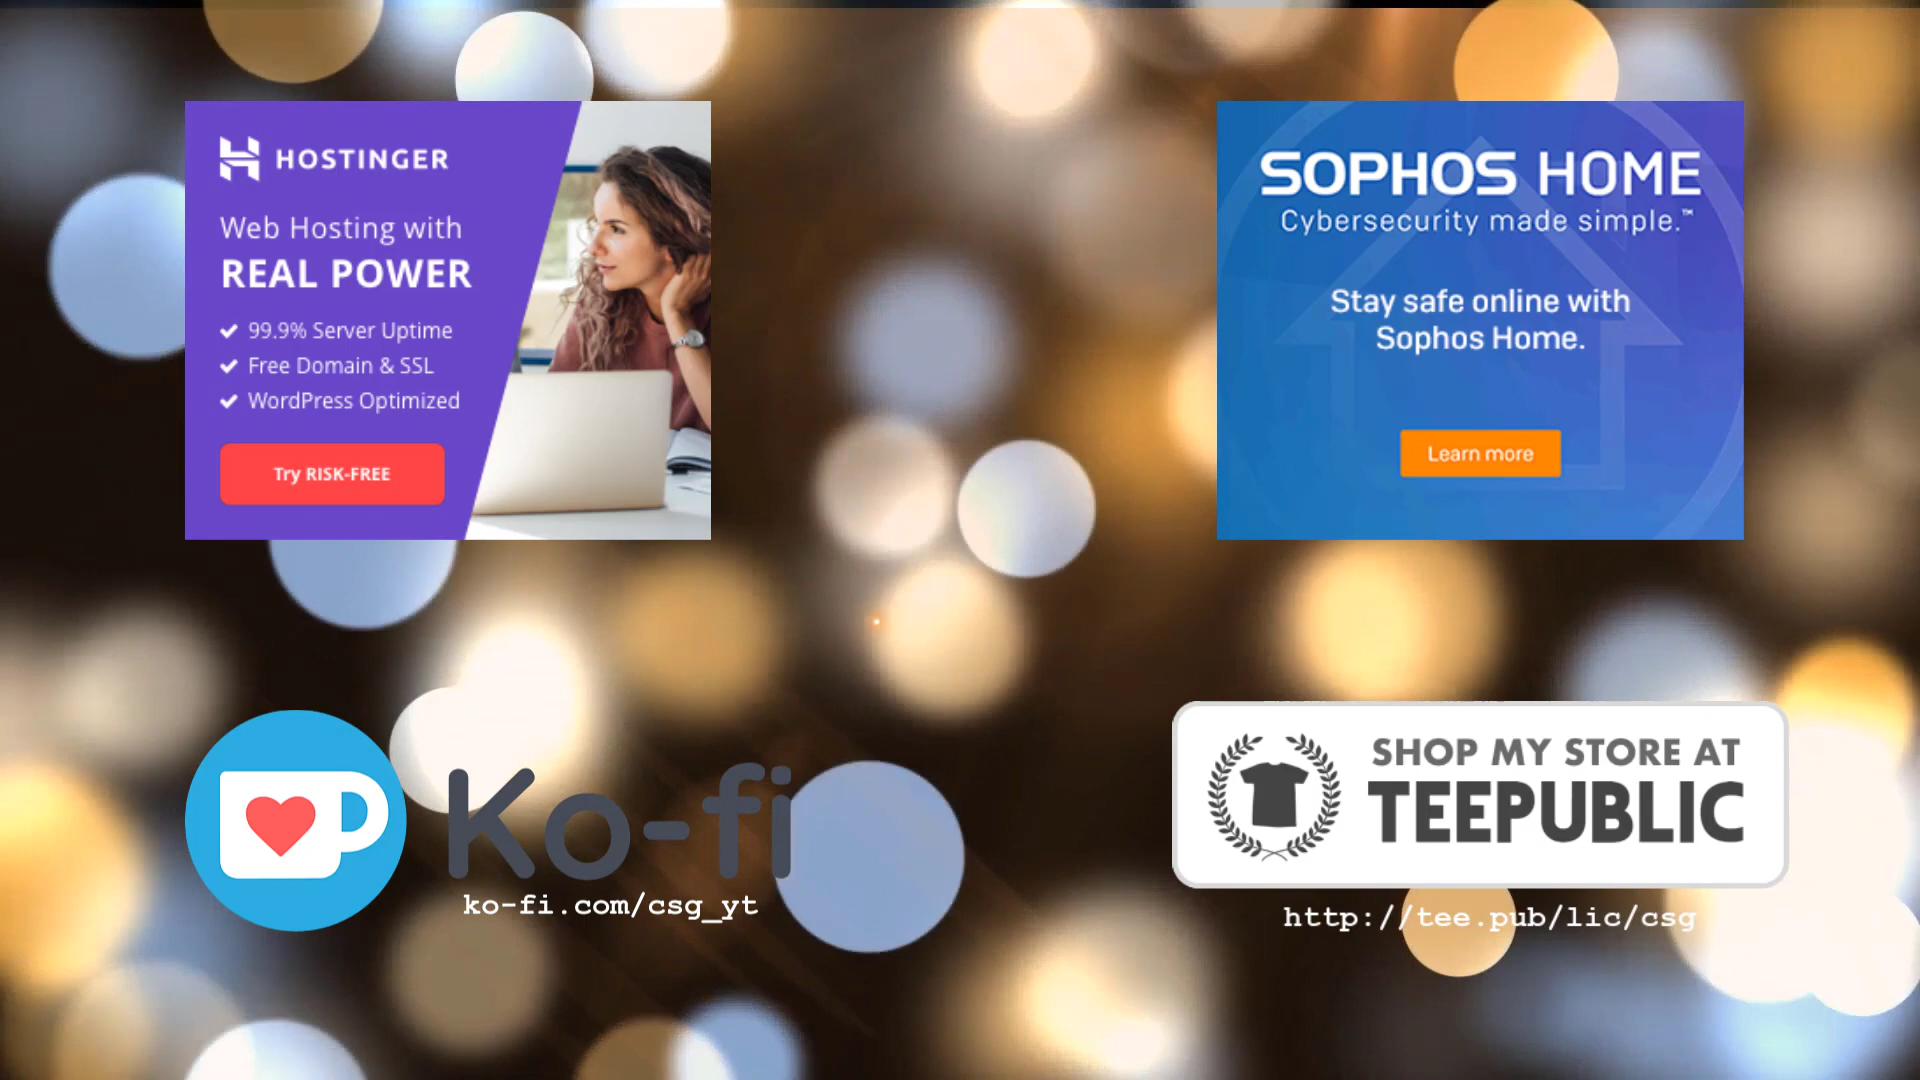 HOSTINGER
Web Hosting with
REAL POWER
99.9% Server Uptime
Free Domain & SSL
WordPress Optimized
Try RISK-FREE
SOPHOS HOME
Cybersecurity made simple.™
Stay safe online with
Sophos Home.
Learn more
Ko-fi
ko-fi.com/csg_yt
SHOP MY STORE AT
TEEPUBLIC
http://tee.pub/lic/csg